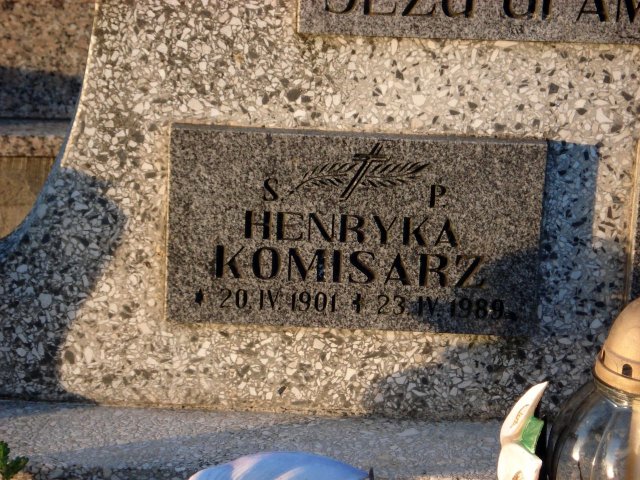 Ś P
HENRYKA
KOMISARZ
* 20.IV.1901 † 23.IV.1989.